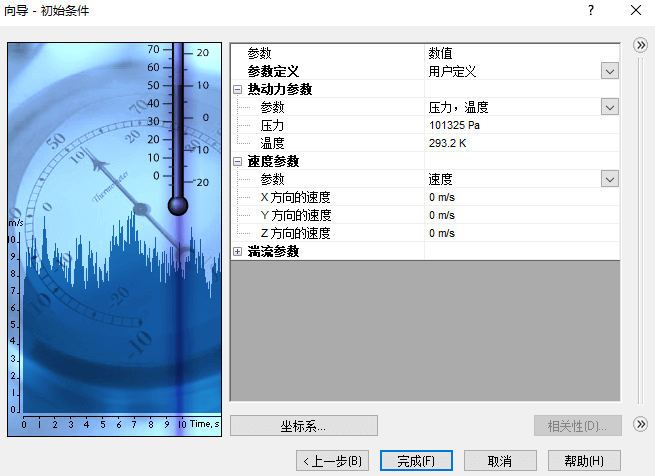 向导 - 初始条件
参数 数值
参数定义 用户定义
热动力参数
参数 压力，温度
压力 101325 Pa
温度 293.2 K
速度参数
参数 速度
X 方向的速度 0 m/s
Y 方向的速度 0 m/s
Z 方向的速度 0 m/s
湍流参数
70
60
50
40
30
20
10
0
20
10
0
-10
-20
70
50
20
10
10
0
0
Thermometer
-20
10
-10
m/s
10
9
8
7
6
5
4
3
2
1
0
0 1 2 3 4 5 6 7 8 9 10 Time, s
坐标系... 相关性(D)...
< 上一步(B) 完成(F) 取消 帮助(H)